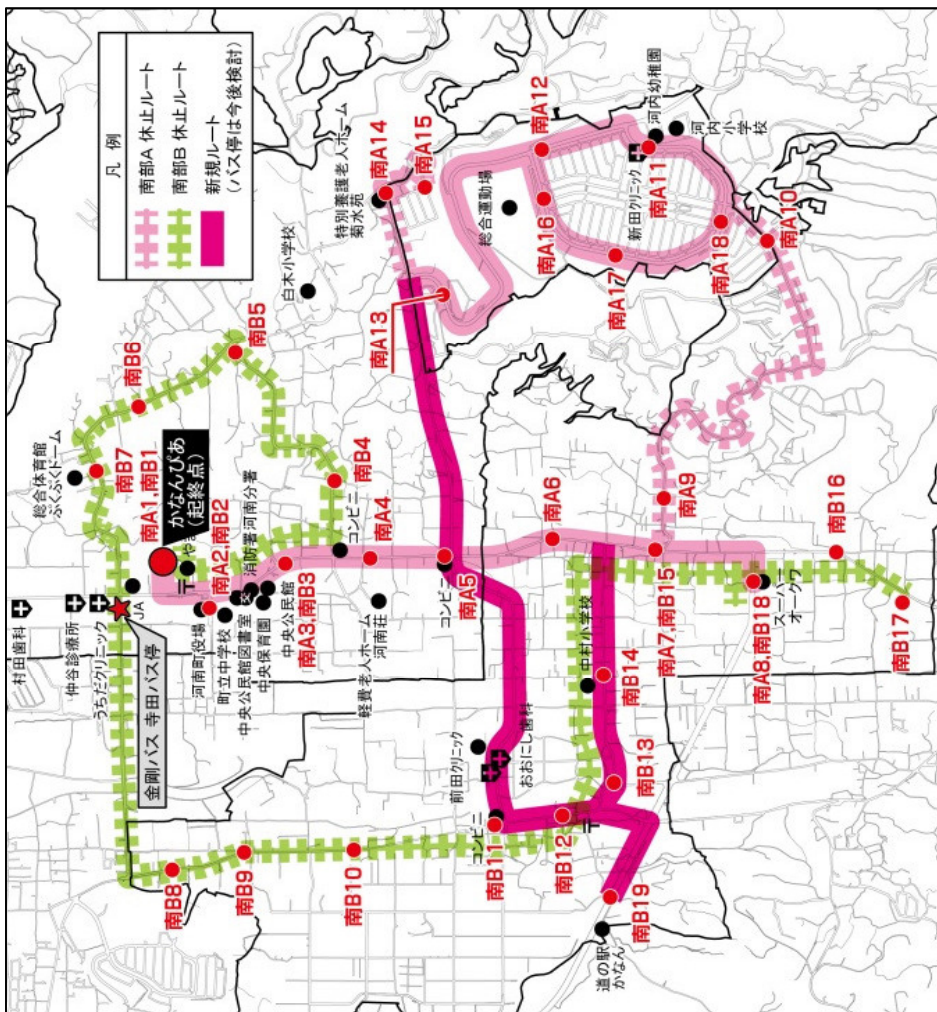 凡 例
南部A 休止ルート
南部B 休止ルート
新規ルート
(バス停は今後検討)
村田歯科
仲谷診療所
うちだクリニック
JA
金剛バス 寺田バス停
総合体育館
ぷくぷくドーム
南B7
南B6
南B5
南A1,南B1
かなんぴあ
(起終点)
〒
南A2,南B2
河南町役場
町立中学校
中央公民館図書室
中央保育園
中央公民館
消防署河南分署
南A3,南B3
コンビニ
南B4
南A4
軽費老人ホーム
河南荘
コンビニ
南A5
白木小学校
特別養護老人ホーム
菊水苑
南A14
南A15
南A13
総合運動場
南A12
南A16
南A17
新田クリニック
南A11
河内幼稚園
河内小学校
南A18
南A10
南A6
南A9
南A7,南B15
南A8,南B18
スーパー
オークワ
南B16
南B17
中村小学校
南B14
南B13
前田クリニック
おおにし歯科
コンビニ
南B11
南B12
〒
南B19
道の駅
かなん
南B8
南B9
南B10